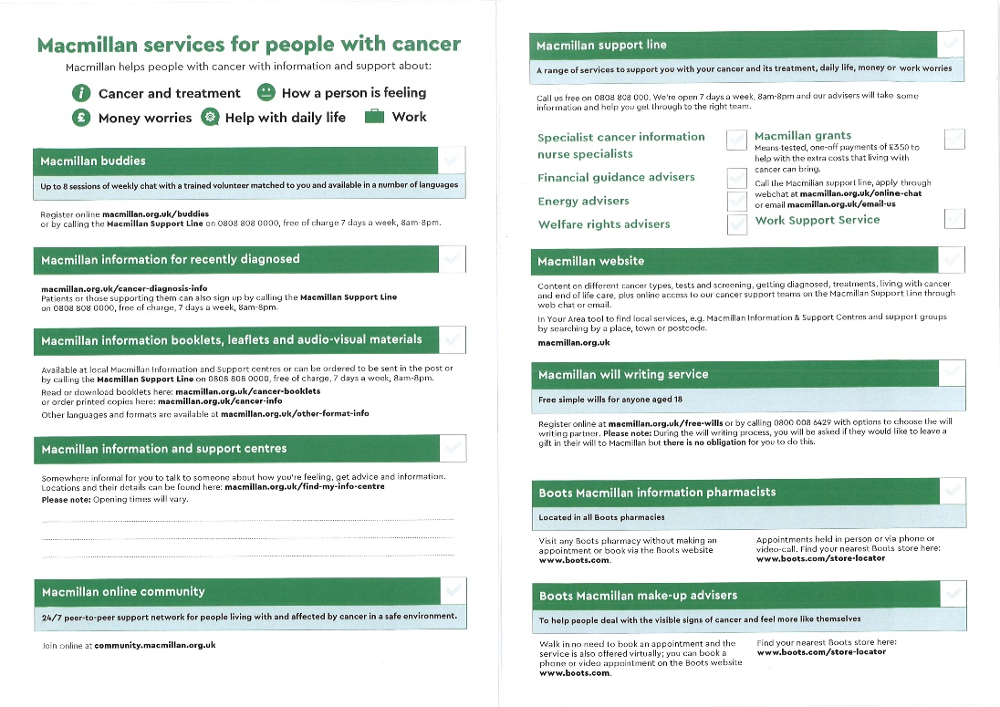 Macmillan services for people with cancer
Macmillan helps people with cancer with information and support about:
Cancer and treatment
How a person is feeling
Money worries
Help with daily life
Work
Macmillan buddies
Up to 8 sessions of weekly chat with a trained volunteer matched to you and available in a number of languages
Register online macmillan.org.uk/buddies
or by calling the Macmillan Support Line on 0808 808 0000, free of charge 7 days a week, 8am-8pm.
Macmillan information for recently diagnosed
macmillan.org.uk/cancer-diagnosis-info
Patients or those supporting them can also sign up by calling the Macmillan Support Line
on 0808 808 0000, free of charge, 7 days a week, 8am-8pm.
Macmillan information booklets, leaflets and audio-visual materials
Available at local Macmillan Information and Support centres or can be ordered to be sent in the post or
by calling the Macmillan Support Line on 0808 808 0000, free of charge, 7 days a week, 8am-8pm.
Read or download booklets here: macmillan.org.uk/cancer-booklets
or order printed copies here: macmillan.org.uk/cancer-info
Other languages and formats are available at macmillan.org.uk/other-format-info
Macmillan information and support centres
Somewhere informal for you to talk to someone about how you're feeling, get advice and information.
Locations and their details can be found here: macmillan.org.uk/find-my-info-centre
Please note: Opening times will vary.
Macmillan online community
24/7 peer-to-peer support network for people living with and affected by cancer in a safe environment.
Join online at community.macmillan.org.uk
Macmillan support line
A range of services to support you with your cancer and its treatment, daily life, money or work worries
Call us free on 0808 808 000. We're open 7 days a week, 8am-8pm and our advisers will take some
information and help you get through to the right team.
Specialist cancer information
nurse specialists
Financial guidance advisers
Energy advisers
Welfare rights advisers
Macmillan grants
Means-tested, one-off payments of £350 to
help with the extra costs that living with
cancer can bring.
Call the Macmillan support line, apply through
webchat at macmillan.org.uk/online-chat
or email macmillan.org.uk/email-us
Work Support Service
Macmillan website
Content on different cancer types, tests and screening, getting diagnosed, treatments, living with cancer
and end of life care, plus online access to our cancer support teams on the Macmillan Support Line through
web chat or email.
In Your Area tool to find local services, e.g. Macmillan Information & Support Centres and support groups
by searching by a place, town or postcode.
macmillan.org.uk
Macmillan will writing service
Free simple wills for anyone aged 18
Register online at macmillan.org.uk/free-wills or by calling 0800 008 6429 with options to choose the will
writing partner. Please note: During the will writing process, you will be asked if they would like to leave a
gift in their will to Macmillan but there is no obligation for you to do this.
Boots Macmillan information pharmacists
Located in all Boots pharmacies
Visit any Boots pharmacy without making an
appointment or book via the Boots website
www.boots.com.
Appointments held in person or via phone or
video-call. Find your nearest Boots store here:
www.boots.com/store-locator
Boots Macmillan make-up advisers
To help people deal with the visible signs of cancer and feel more like themselves
Walk in no need to book an appointment and the
service is also offered virtually; you can book a
phone or video appointment on the Boots website
www.boots.com.
Find your nearest Boots store here:
www.boots.com/store-locator